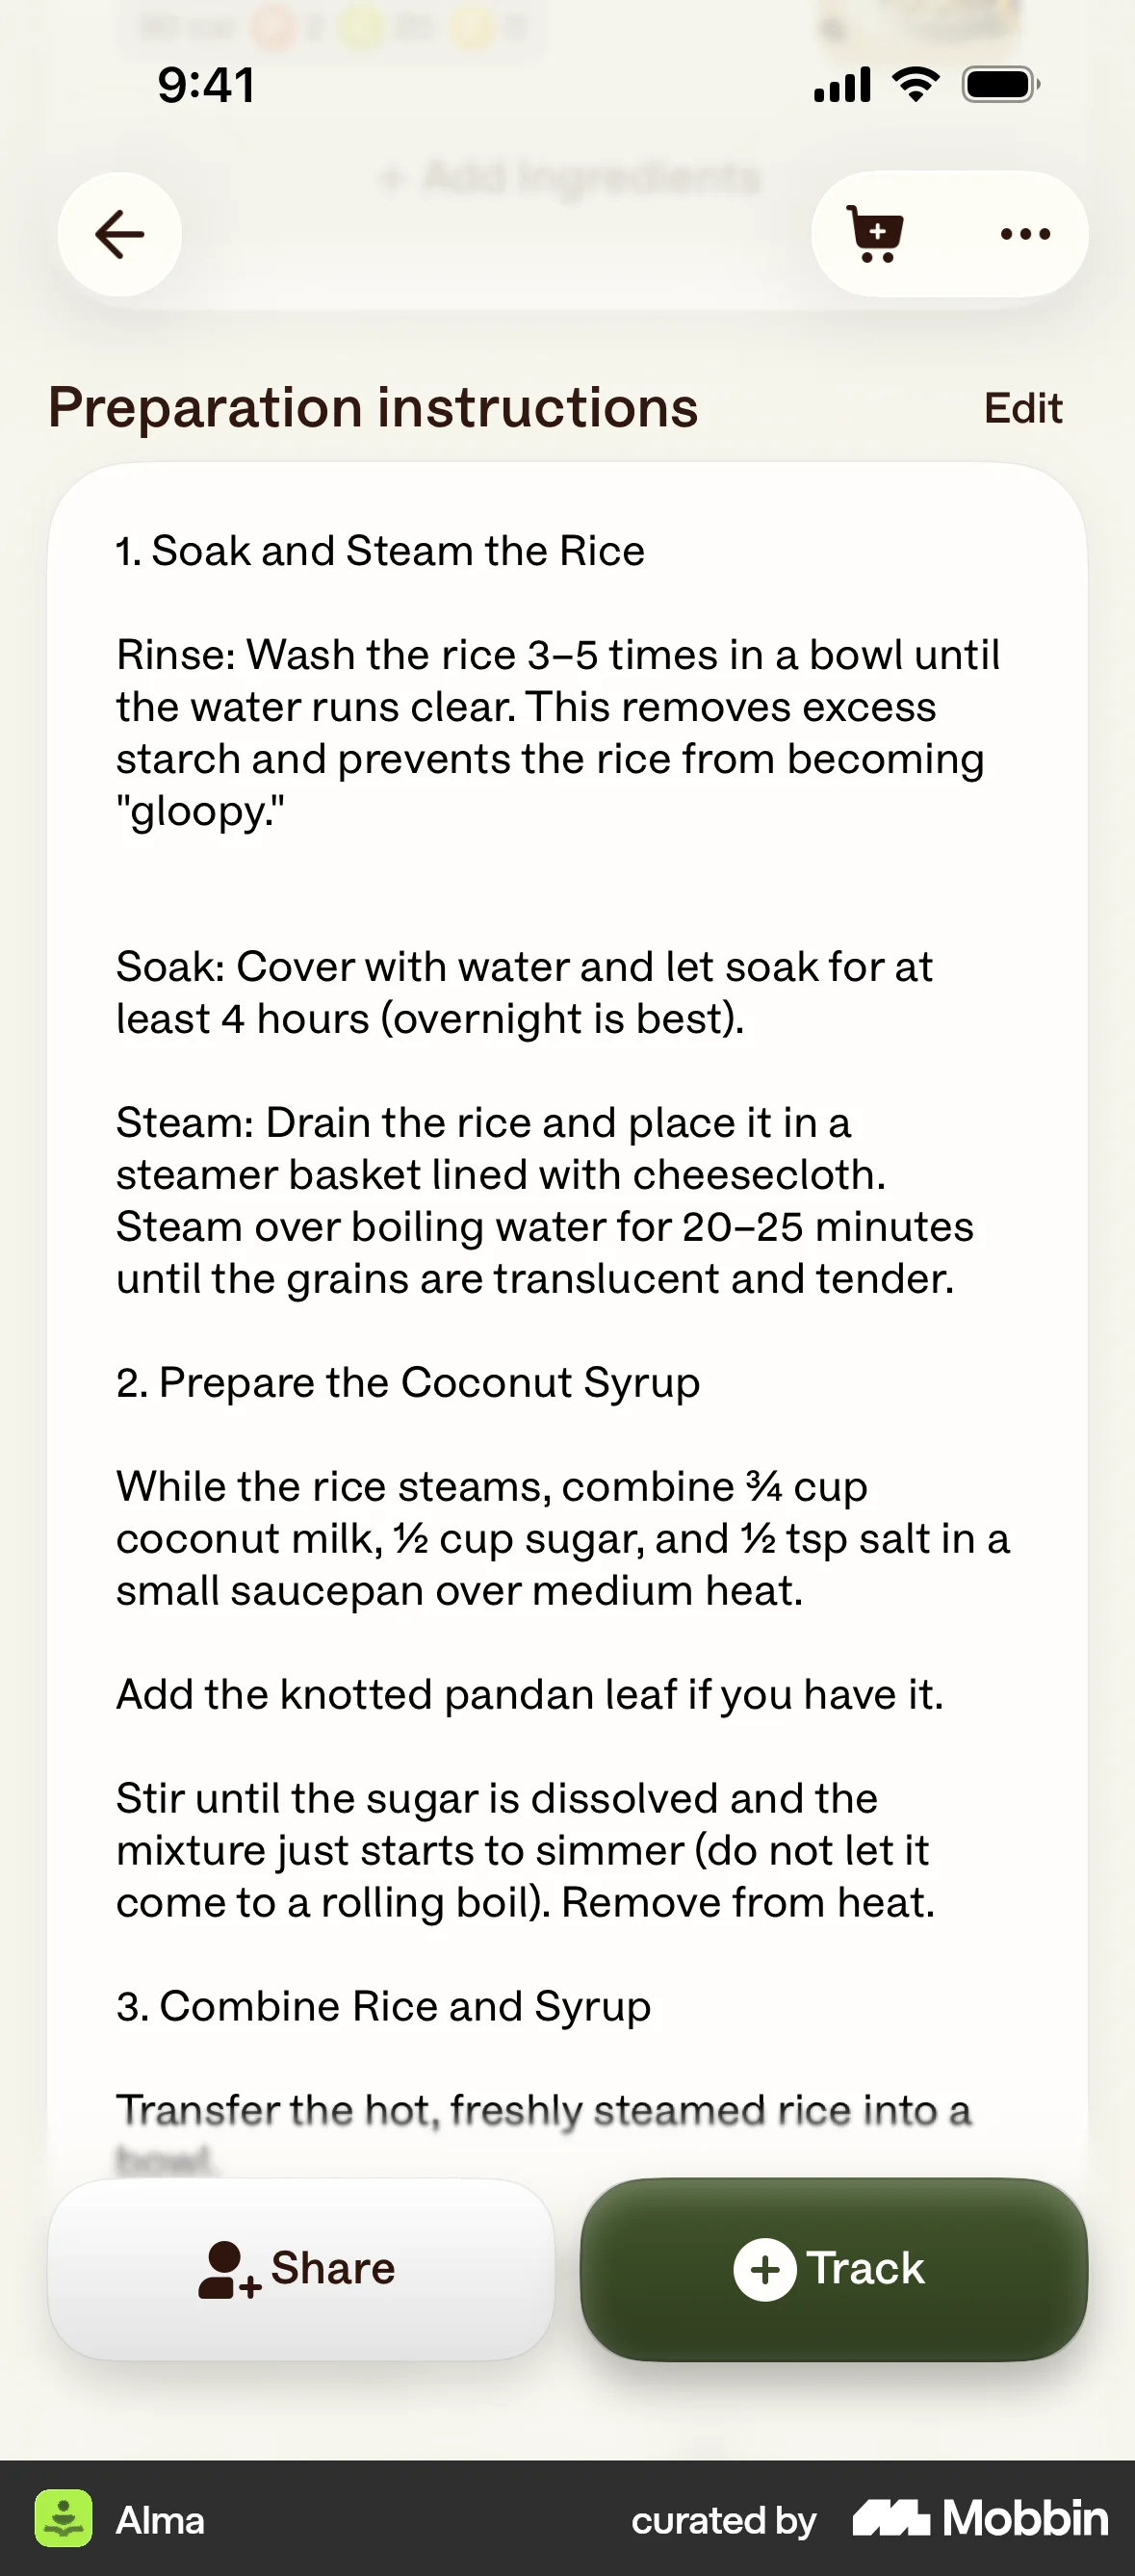 9:41
+ Add Ingredients
Preparation instructions
Edit
1. Soak and Steam the Rice
Rinse: Wash the rice 3–5 times in a bowl until
the water runs clear. This removes excess
starch and prevents the rice from becoming
"gloopy."
Soak: Cover with water and let soak for at
least 4 hours (overnight is best).
Steam: Drain the rice and place it in a
steamer basket lined with cheesecloth.
Steam over boiling water for 20–25 minutes
until the grains are translucent and tender.
2. Prepare the Coconut Syrup
While the rice steams, combine ¾ cup
coconut milk, ½ cup sugar, and ½ tsp salt in a
small saucepan over medium heat.
Add the knotted pandan leaf if you have it.
Stir until the sugar is dissolved and the
mixture just starts to simmer (do not let it
come to a rolling boil). Remove from heat.
3. Combine Rice and Syrup
Transfer the hot, freshly steamed rice into a
bowl.
Share
Track
Alma
curated by Mobbin